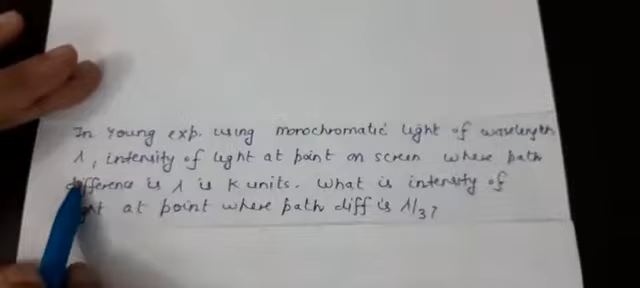 In Young exp. using monochromatic light of wavelength
λ, intensity of light at point on screen where path
difference is λ is K units. What is intensity of
at point where path diff is λ/3?